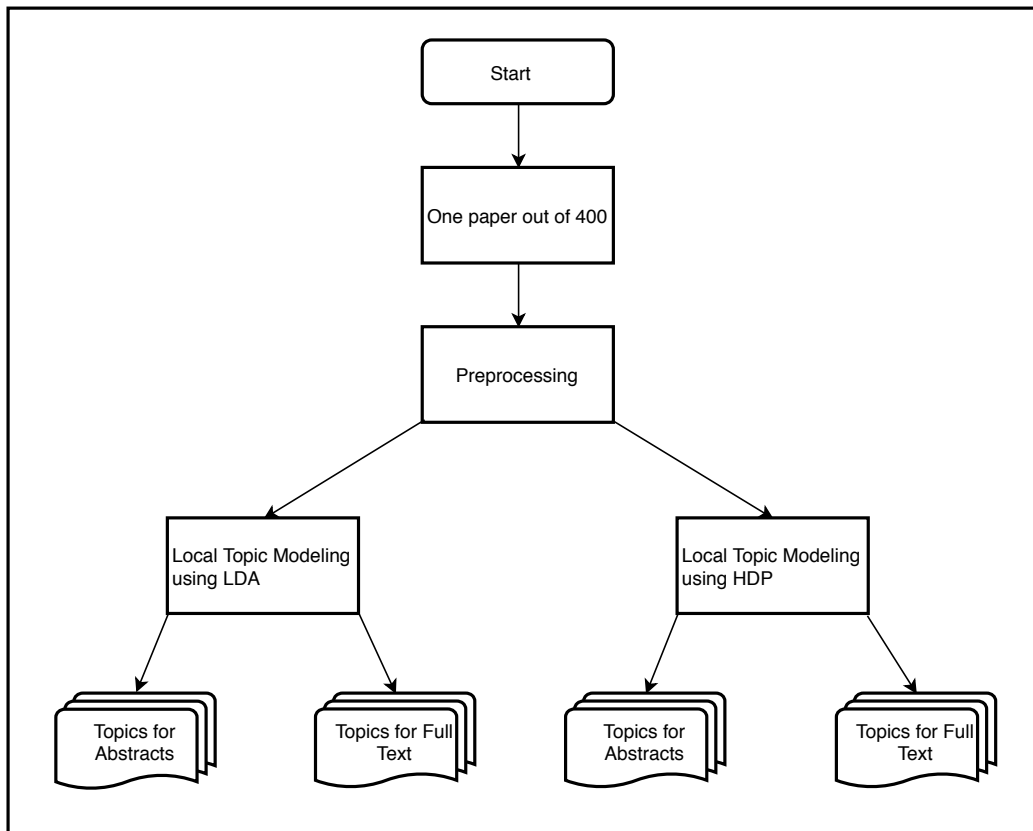 Start
One paper out of 400
Preprocessing
Local Topic Modeling
using LDA
Local Topic Modeling
using HDP
Topics for
Abstracts
Topics for Full
Text
Topics for
Abstracts
Topics for Full
Text